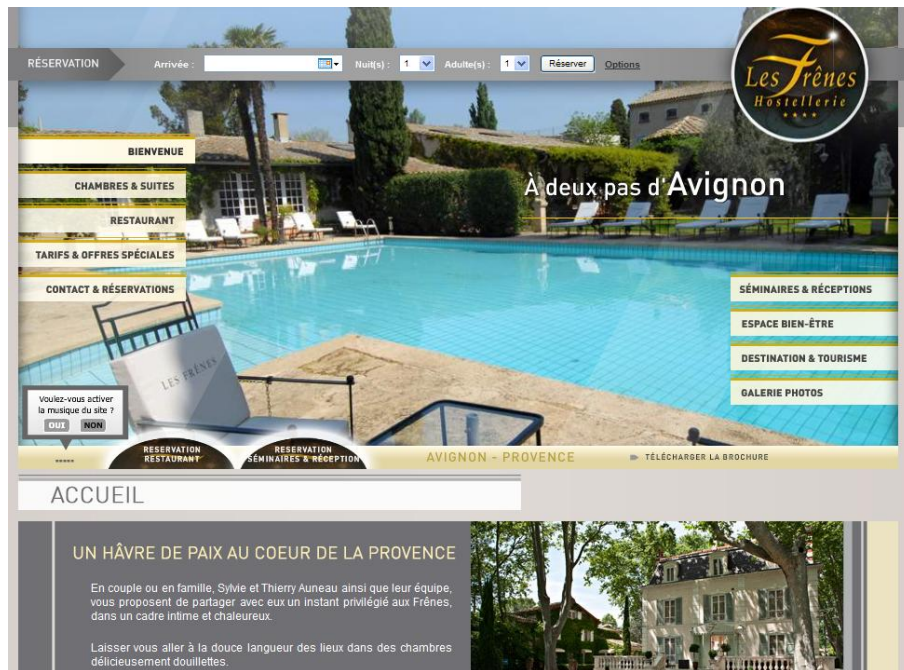 RÉSERVATION
Arrivée :
Nuit(s) : 1
Adulte(s) : 1
Réserver
Options
Les Frênes
Hostellerie
BIENVENUE
CHAMBRES & SUITES
RESTAURANT
TARIFS & OFFRES SPÉCIALES
CONTACT & RÉSERVATIONS
À deux pas d'Avignon
SÉMINAIRES & RÉCEPTIONS
ESPACE BIEN-ÊTRE
DESTINATION & TOURISME
GALERIE PHOTOS
LES FRÊNES
Voulez-vous activer
la musique du site ?
OUI NON
RESERVATION
RESTAURANT
RESERVATION
SÉMINAIRES & RÉCEPTION
AVIGNON - PROVENCE
TÉLÉCHARGER LA BROCHURE
ACCUEIL
UN HÂVRE DE PAIX AU COEUR DE LA PROVENCE
En couple ou en famille, Sylvie et Thierry Auneau ainsi que leur équipe,
vous proposent de partager avec eux un instant privilégié aux Frênes,
dans un cadre intime et chaleureux.
Laisser vous aller à la douce langueur des lieux dans des chambres
délicieusement douillettes.